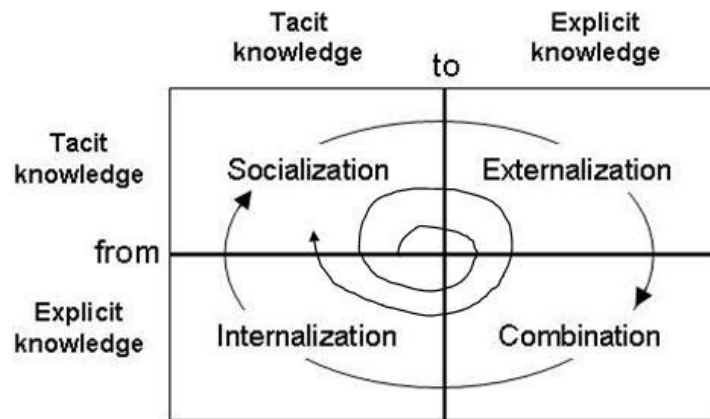 Tacit
knowledge
to
Explicit
knowledge
Tacit
knowledge
Socialization
Externalization
from
Explicit
knowledge
Internalization
Combination